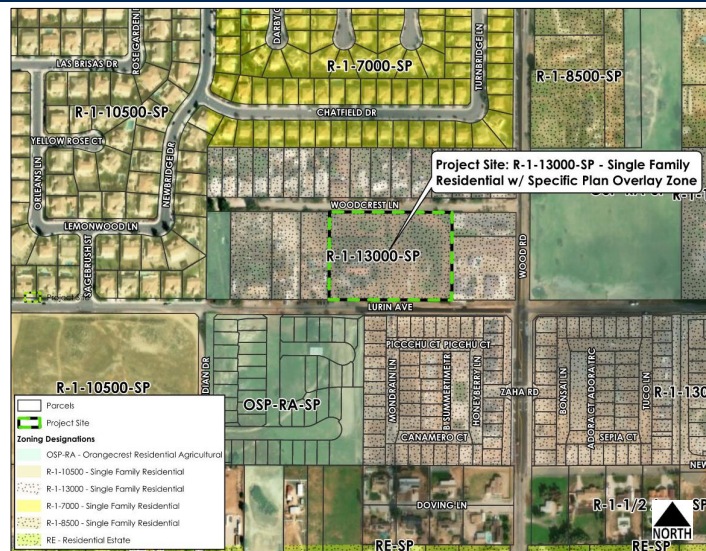 ROSE GARDEN
DARBY C
TURNBRIDGE LN
LAS BRISAS DR
R-1-7000-SP
R-1-8500-SP
R-1-10500-SP
CHATFIELD DR
YELLOW ROSE CT
NEWBRIDGE DR
ORLEANS LN
Project Site: R-1-13000-SP - Single Family
Residential w/ Specific Plan Overlay Zone
WOODCREST LN
LEMONWOOD LN
SAGEBRUSH ST
R-1-13000-SP
WOOD RD
LURIN AVE
PICCCHU CT PICCHU CT
DIAN DR
R-1-10500-SP
OSP-RA-SP
MONDRAIN LN
BISUMMERTIME TR
HONEYBERRY LN
ZAHA RD
BONSAI LN
ADORA CT ADORA TRC
TUCO LN
R-1-130
CANAMERO CT
SEPIA CT
NEW
DOVING LN
R-1-1/2
SP
RE-SP
RE-SP
Parcels
Project Site
Zoning Designations
OSP-RA - Orangecrest Residential Agricultural
R-1-10500 - Single Family Residential
R-1-13000 - Single Family Residential
R-1-7000 - Single Family Residential
R-1-8500 - Single Family Residential
RE - Residential Estate
NORTH